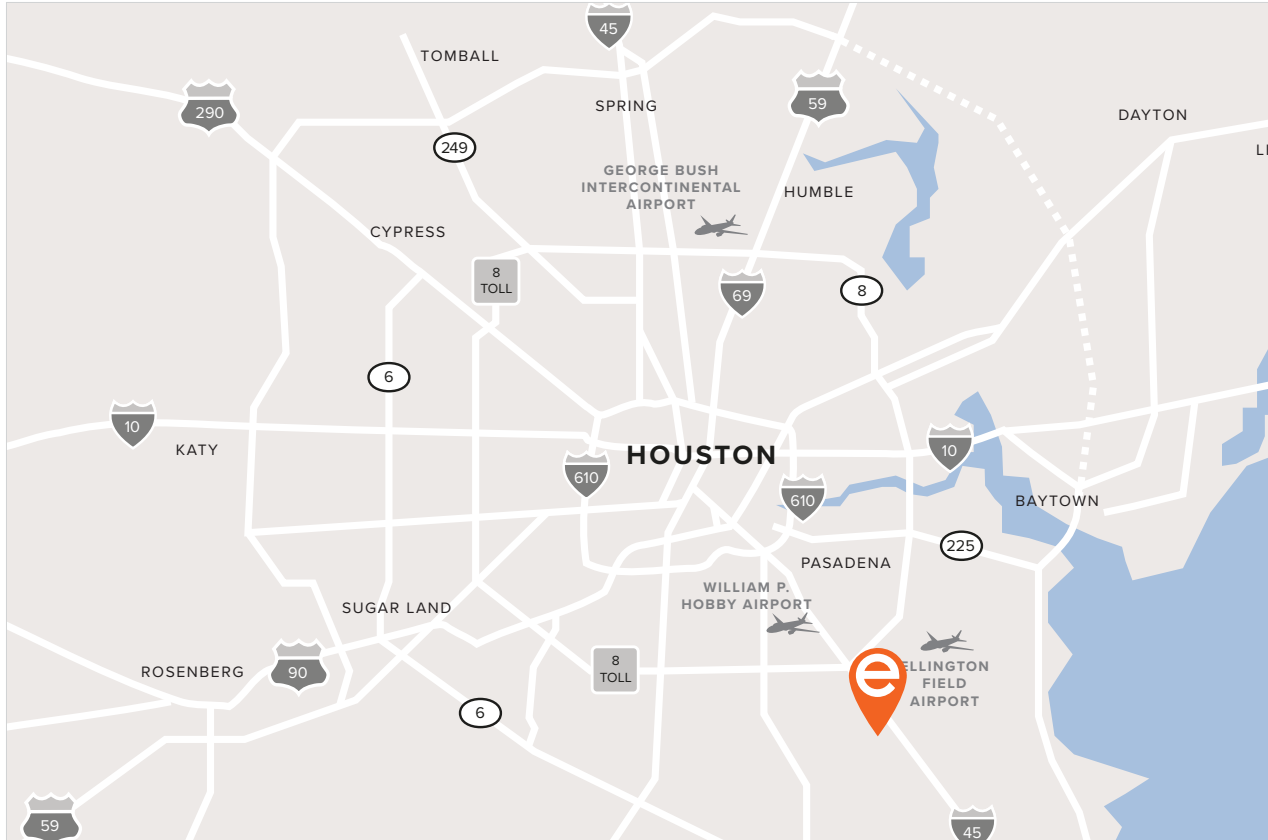 45
TOMBALL
290
59
SPRING
DAYTON
249
GEORGE BUSH
INTERCONTINENTAL
AIRPORT
HUMBLE
CYPRESS
8
TOLL
69
8
6
10
KATY
HOUSTON
10
610
610
BAYTOWN
225
PASADENA
WILLIAM P.
HOBBY AIRPORT
SUGAR LAND
ROSENBERG
90
8
TOLL
e
ELLINGTON
FIELD
AIRPORT
6
59
45